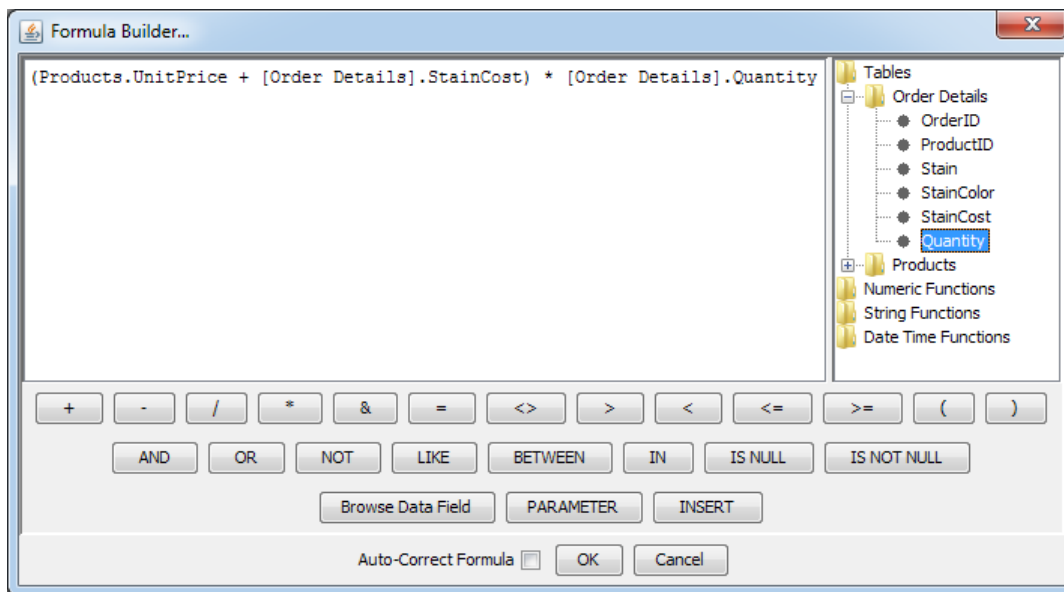 Formula Builder...
(Products.UnitPrice + [Order Details].StainCost) * [Order Details].Quantity
Tables
Order Details
OrderID
ProductID
Stain
StainColor
StainCost
Quantity
Products
Numeric Functions
String Functions
Date Time Functions
+ - / * & = <> > < <= >= ( )
AND OR NOT LIKE BETWEEN IN IS NULL IS NOT NULL
Browse Data Field PARAMETER INSERT
Auto-Correct Formula OK Cancel